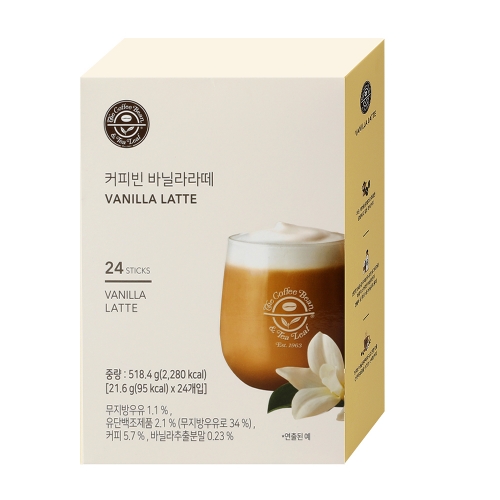 The Coffee Bean
& Tea Leaf
커피빈 바닐라라떼
VANILLA LATTE
24 STICKS
VANILLA
LATTE
The Coffee Bean
& Tea Leaf
Est. 1963
중량 : 518.4 g(2,280 kcal)
[21.6 g(95 kcal) x 24개입]
무지방우유 1.1 % ,
유단백조제품 2.1 % (무지방우유로 34 %) ,
커피 5.7 % , 바닐라추출분말 0.23 %
*연출된 예
VANILLA LATTE